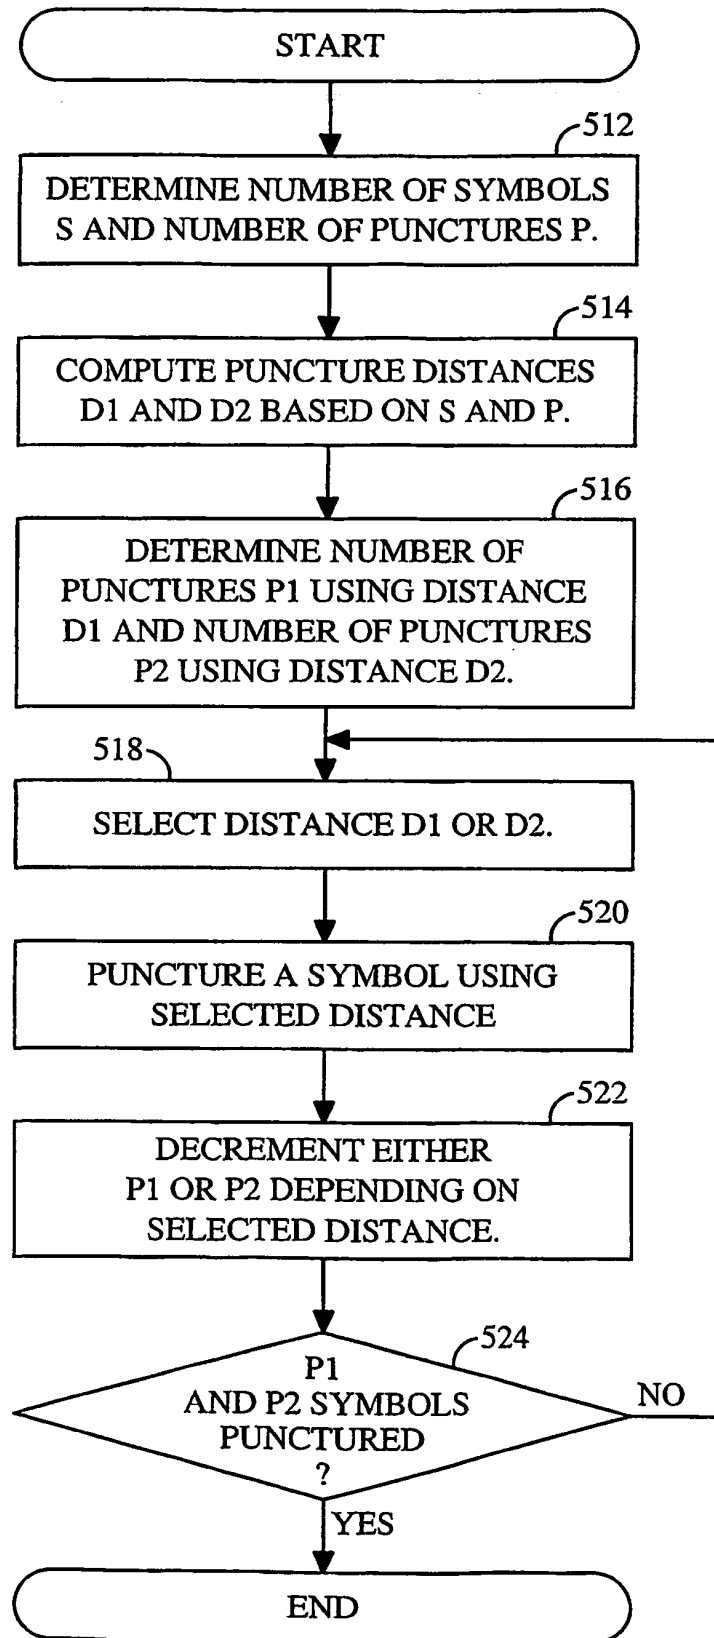 START
512
DETERMINE NUMBER OF SYMBOLS
S AND NUMBER OF PUNCTURES P.
514
COMPUTE PUNCTURE DISTANCES
D1 AND D2 BASED ON S AND P.
516
DETERMINE NUMBER OF
PUNCTURES P1 USING DISTANCE
D1 AND NUMBER OF PUNCTURES
P2 USING DISTANCE D2.
518
SELECT DISTANCE D1 OR D2.
520
PUNCTURE A SYMBOL USING
SELECTED DISTANCE
522
DECREMENT EITHER
P1 OR P2 DEPENDING ON
SELECTED DISTANCE.
524
P1
AND P2 SYMBOLS
PUNCTURED
?
NO
YES
END